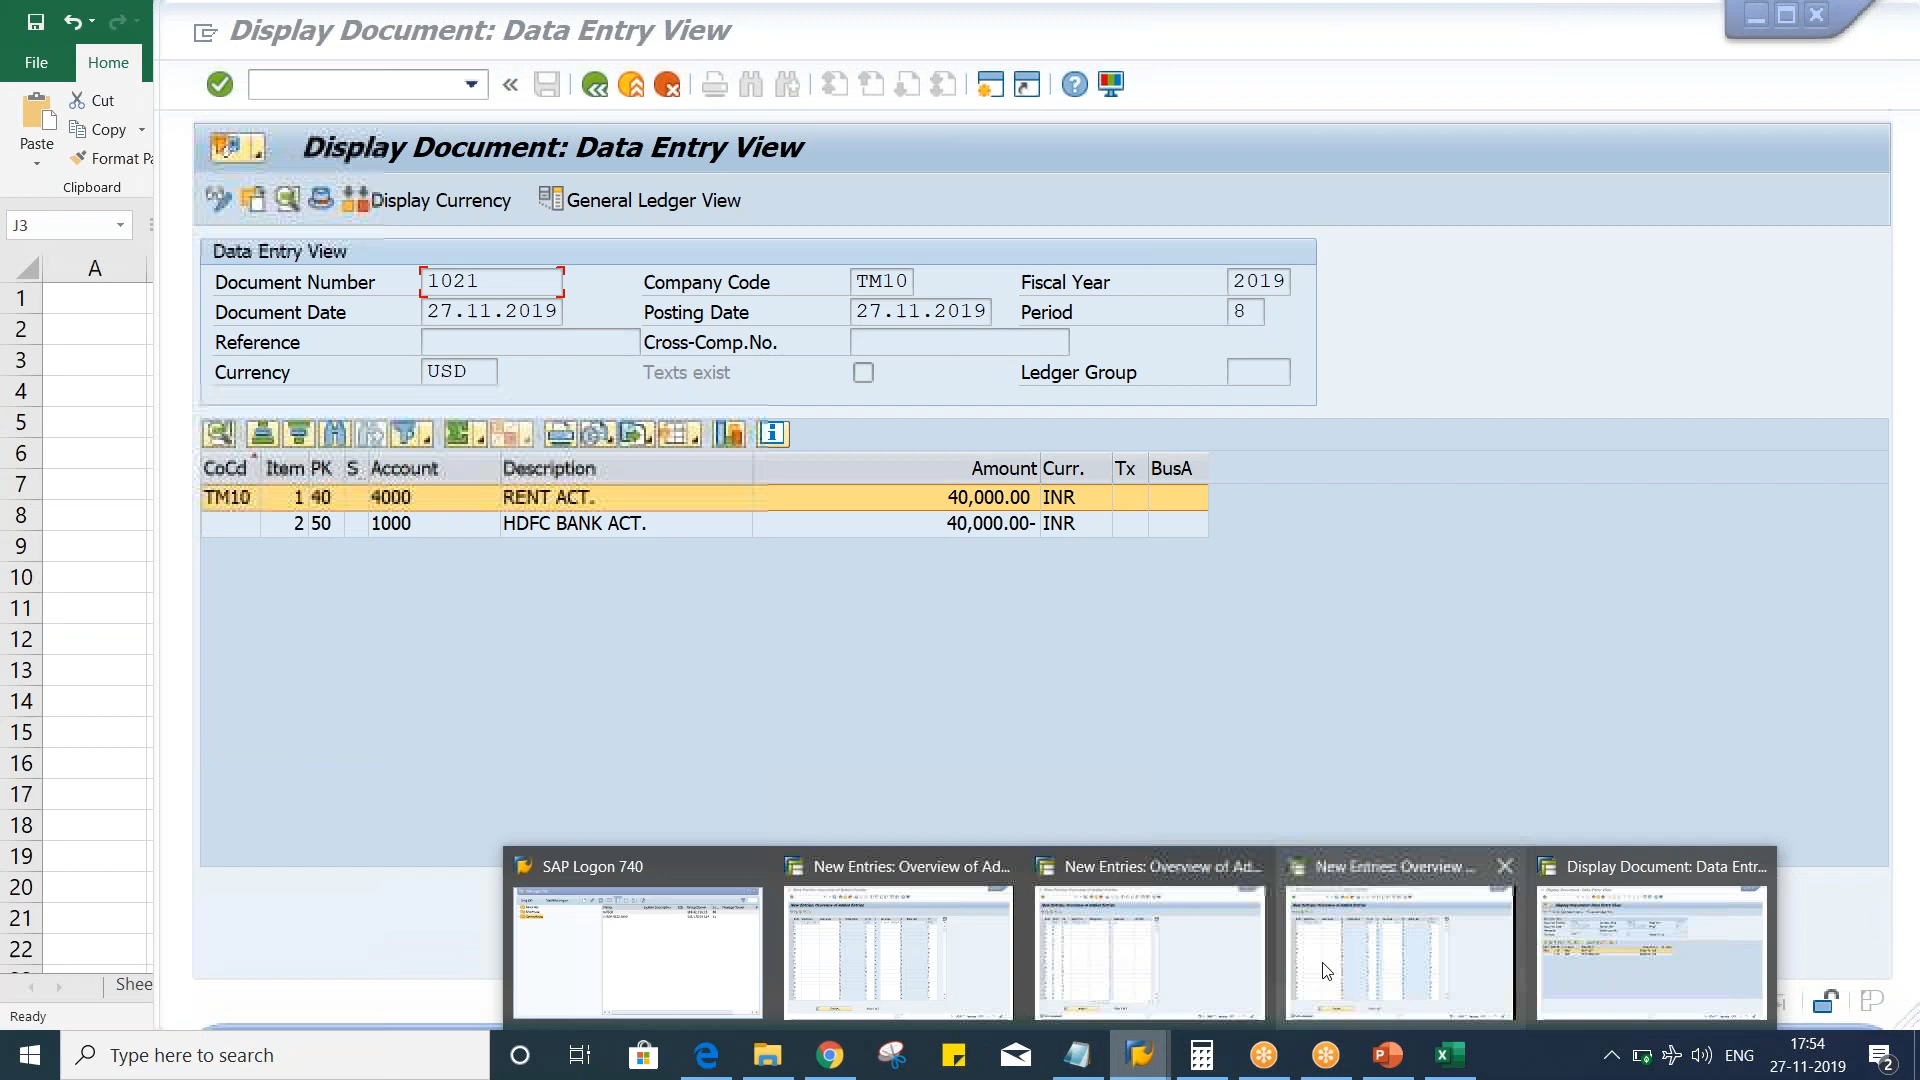 Display Document: Data Entry View
File Home
Cut
Copy
Paste
Format Pa
Clipboard
J3
Display Document: Data Entry View
Display Currency General Ledger View
Data Entry View
Document Number 1021 Company Code TM10 Fiscal Year 2019
Document Date 27.11.2019 Posting Date 27.11.2019 Period 8
Reference Cross-Comp.No.
Currency USD Texts exist Ledger Group
CoCd Item PK S Account Description Amount Curr. Tx BusA
TM10 1 40 4000 RENT ACT. 40,000.00 INR
2 50 1000 HDFC BANK ACT. 40,000.00- INR
A
1
2
3
4
5
6
7
8
9
10
11
12
13
14
15
16
17
18
19
20
21
22
Shee
Ready
SAP Logon 740
New Entries: Overview of Ad...
New Entries: Overview of Ad...
New Entries: Overview ...
Display Document: Data Entr...
Type here to search
ENG
17:54
27-11-2019
2